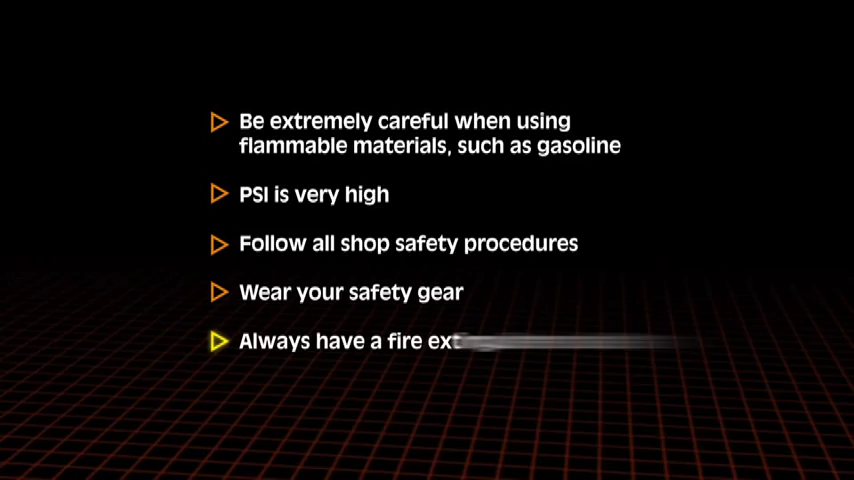 Be extremely careful when using
flammable materials, such as gasoline
PSI is very high
Follow all shop safety procedures
Wear your safety gear
Always have a fire